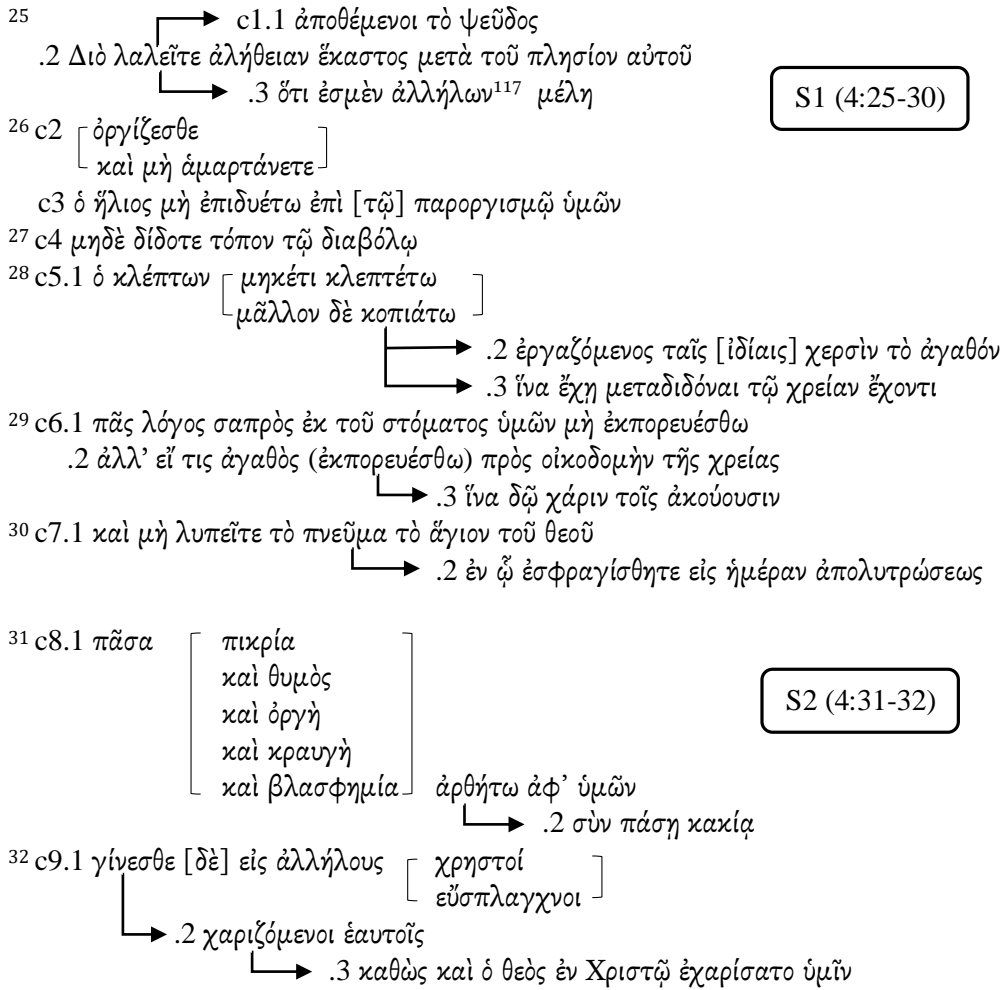 25 c1.1 ἀποθέμενοι τὸ ψεῦδος
.2 Διὸ λαλεῖτε ἀλήθειαν ἕκαστος μετὰ τοῦ πλησίον αὐτοῦ
.3 ὅτι ἐσμὲν ἀλλήλων¹¹⁷ μέλη
S1 (4:25-30)
26 c2 ὀργίζεσθε
καὶ μὴ ἁμαρτάνετε
c3 ὁ ἥλιος μὴ ἐπιδυέτω ἐπὶ [τῷ] παροργισμῷ ὑμῶν
27 c4 μηδὲ δίδοτε τόπον τῷ διαβόλῳ
28 c5.1 ὁ κλέπτων μηκέτι κλεπτέτω
μᾶλλον δὲ κοπιάτω
.2 ἐργαζόμενος ταῖς [ἰδίαις] χερσὶν τὸ ἀγαθόν
.3 ἵνα ἔχῃ μεταδιδόναι τῷ χρείαν ἔχοντι
29 c6.1 πᾶς λόγος σαπρὸς ἐκ τοῦ στόματος ὑμῶν μὴ ἐκπορευέσθω
.2 ἀλλ’ εἴ τις ἀγαθὸς (ἐκπορευέσθω) πρὸς οἰκοδομὴν τῆς χρείας
.3 ἵνα δῷ χάριν τοῖς ἀκούουσιν
30 c7.1 καὶ μὴ λυπεῖτε τὸ πνεῦμα τὸ ἅγιον τοῦ θεοῦ
.2 ἐν ᾧ ἐσφραγίσθητε εἰς ἡμέραν ἀπολυτρώσεως
31 c8.1 πᾶσα πικρία
καὶ θυμὸς
καὶ ὀργὴ
καὶ κραυγὴ
καὶ βλασφημία ἀρθήτω ἀφ’ ὑμῶν
S2 (4:31-32)
.2 σὺν πάσῃ κακίᾳ
32 c9.1 γίνεσθε [δὲ] εἰς ἀλλήλους χρηστοί
εὔσπλαγχνοι
.2 χαριζόμενοι ἑαυτοῖς
.3 καθὼς καὶ ὁ θεὸς ἐν Χριστῷ ἐχαρίσατο ὑμῖν